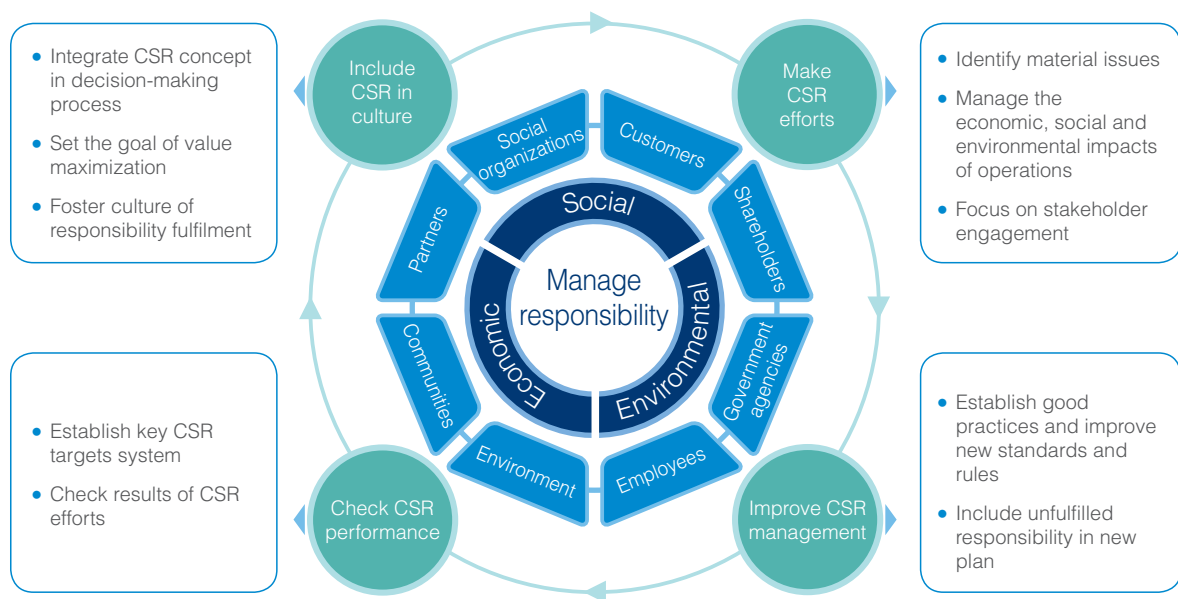 Integrate CSR concept
in decision-making
process
Set the goal of value
maximization
Foster culture of
responsibility fulfilment
Include
CSR in
culture
Make
CSR
efforts
Identify material issues
Manage the
economic, social and
environmental impacts
of operations
Focus on stakeholder
engagement
Social
organizations
Customers
Partners
Shareholders
Social
Economic
Environmental
Manage
responsibility
Communities
Government
agencies
Environment
Employees
Establish key CSR
targets system
Check results of CSR
efforts
Check CSR
performance
Improve CSR
management
Establish good
practices and improve
new standards and
rules
Include unfulfilled
responsibility in new
plan